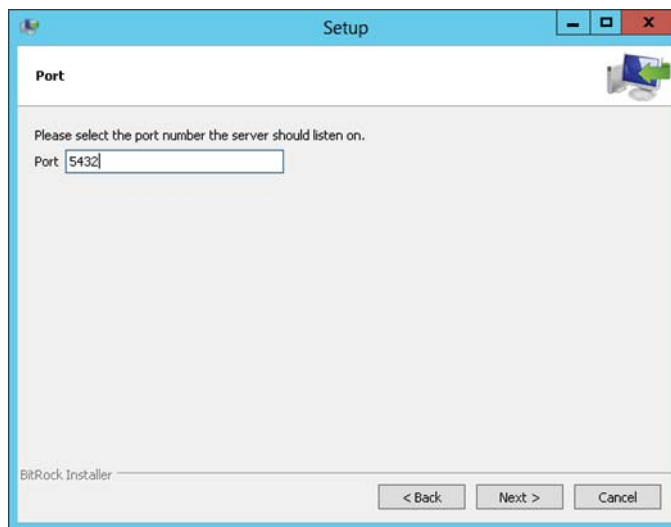 Setup
Port
Please select the port number the server should listen on.
Port 5432
BitRock Installer
< Back Next > Cancel